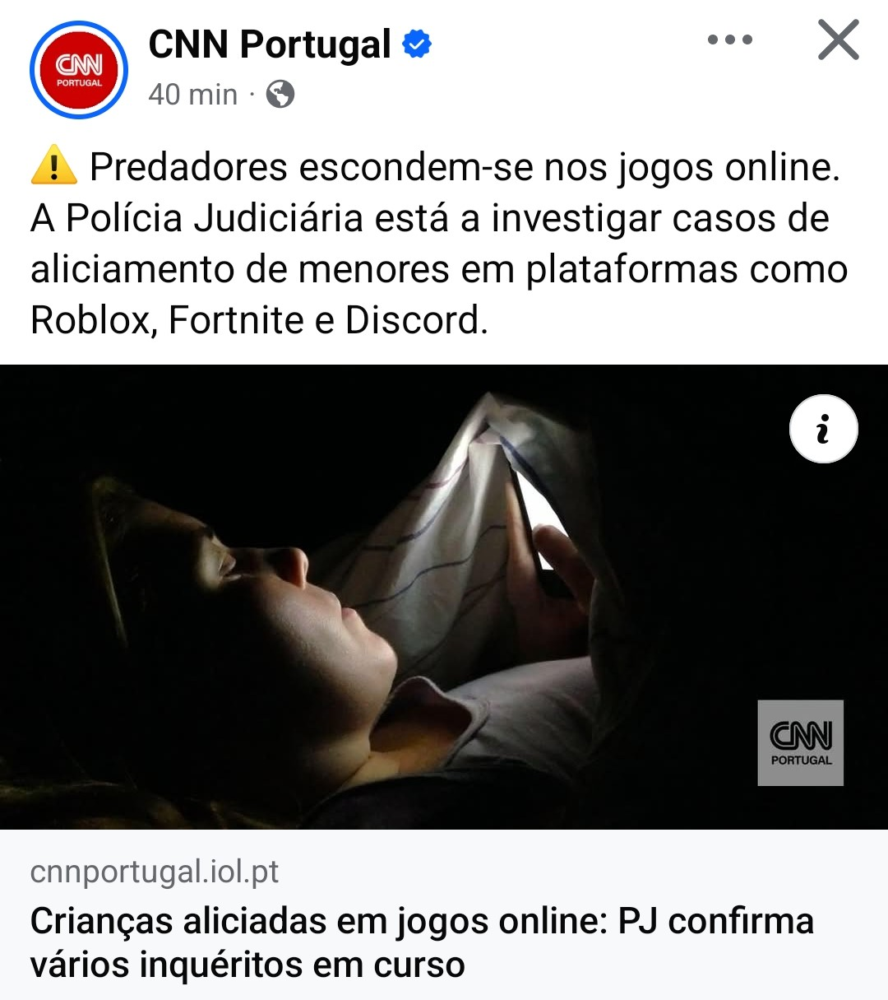 CNN
PORTUGAL
CNN Portugal
40 min ·
⚠️ Predadores escondem-se nos jogos online.
A Polícia Judiciária está a investigar casos de
aliciamento de menores em plataformas como
Roblox, Fortnite e Discord.
i
CNN
PORTUGAL
cnnportugal.iol.pt
Crianças aliciadas em jogos online: PJ confirma
vários inquéritos em curso